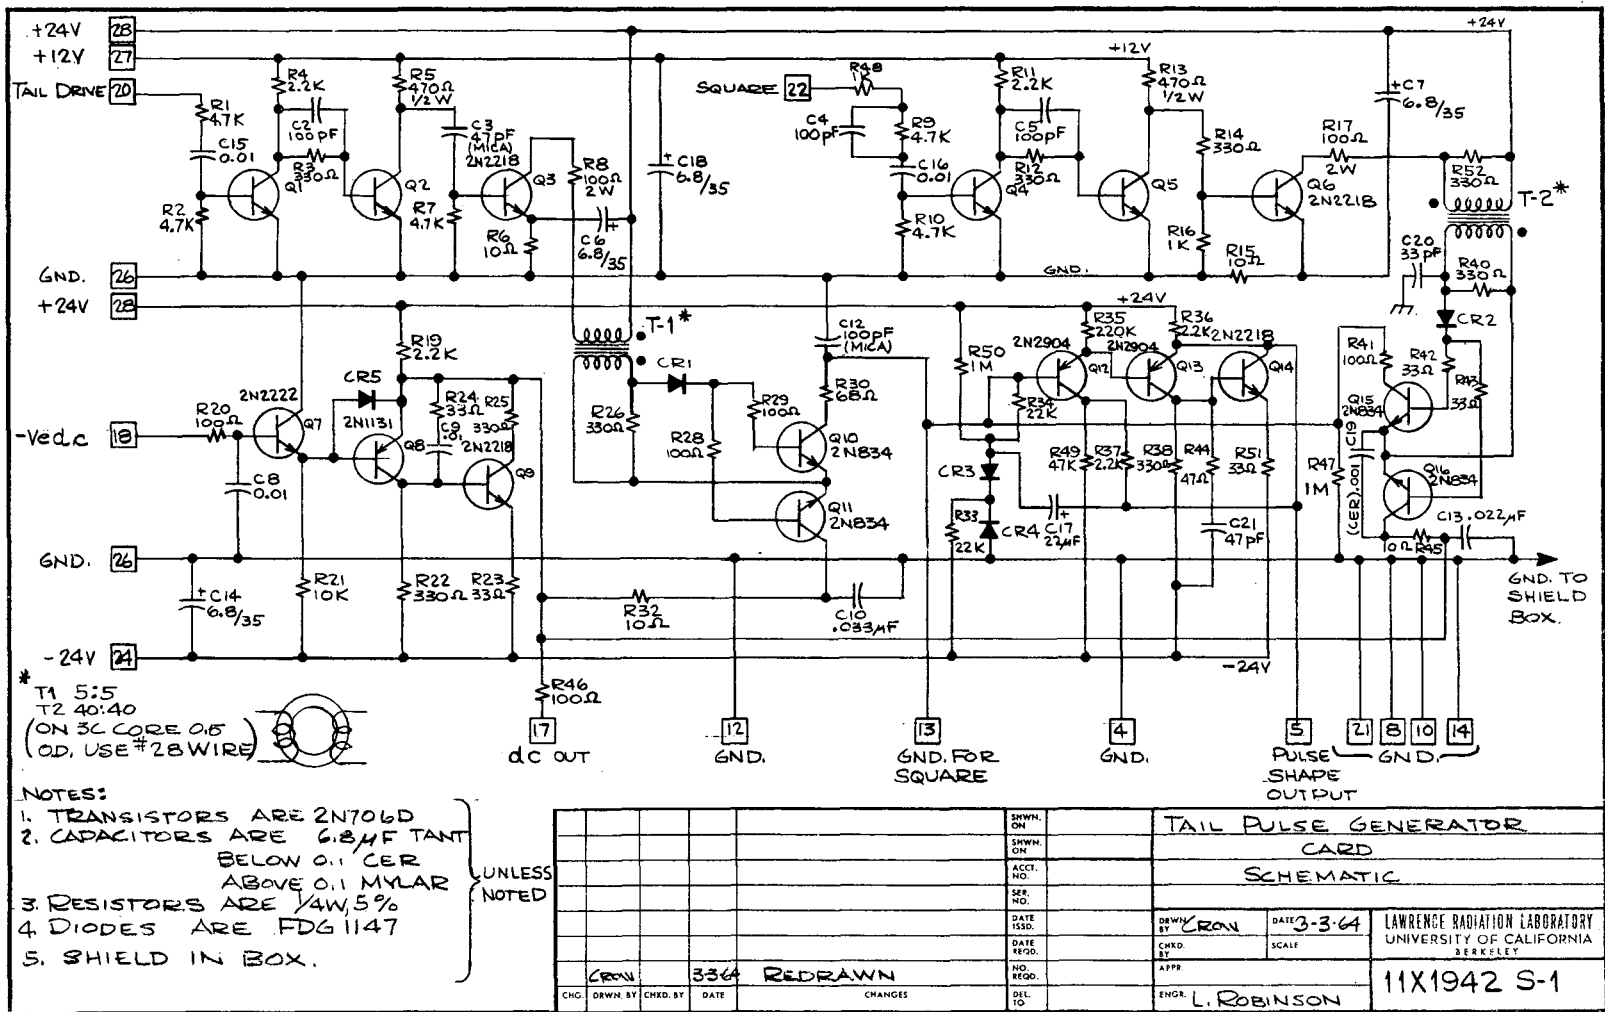 +24V 28
+24V
+12V 27
+12V
TAIL DRIVE 20
R1
4.7K
C15
0.01
R2
4.7K
R4
2.2K
C2
100pF
R3
330Ω
Q1
R5
470Ω
1/2 W
Q2
C3
47pF
(MICA)
2N2218
Q3
R7
4.7K
R6
10Ω
R8
100Ω
2W
C6
6.8/35
+ C18
6.8/35
SQUARE 22
R48
1K
C4
100pF
R9
4.7K
C16
0.01
R10
4.7K
Q4
R11
2.2K
C5
100pF
R12
330Ω
Q5
R13
470Ω
1/2W
R14
330Ω
R16
1K
R15
10Ω
Q6
2N2218
R17
100Ω
2W
+C7
6.8/35
R52
330Ω
T-2*
C20
33pF
R40
330Ω
CR2
GND. 26
GND.
+24V 28
+24V
R19
2.2K
CR5
2N2222
R20
100Ω
Q7
-Ved.c 18
C8
0.01
2N1131
Q8
R24
33Ω
C9
.01
R25
330Ω
2N2218
Q9
T-1*
CR1
R26
330Ω
R28
100Ω
R29
100Ω
C12
100pF
(MICA)
R30
68Ω
Q10
2N834
Q11
2N834
R50
1M
R34
22K
CR3
CR4
R33
22K
+
C17
22µF
R35
220K
2N2904
Q12
R36
2.2K
2N2904
Q13
2N2218
Q14
R49
47K
R37
2.2K
R38
330Ω
R44
47Ω
R51
33Ω
C21
47pF
R41
100Ω
R42
33Ω
R43
33Ω
Q15
2N834
C19
.001
(CER)
R47
1M
Q16
2N834
C13 .022µF
10Ω
R45
GND. 26
GND. TO
SHIELD
BOX.
+C14
6.8/35
R21
10K
R22
330Ω
R23
33Ω
R32
10Ω
C10
.033µF
-24V 24
-24V
R46
100Ω
17
dC OUT
12
GND.
13
GND. FOR
SQUARE
4
GND.
5
PULSE
SHAPE
OUTPUT
21 8 10 14
GND.
*
T1 5:5
T2 40:40
(ON 3C CORE 0.5
O.D. USE #28 WIRE)
NOTES:
1. TRANSISTORS ARE 2N706D
2. CAPACITORS ARE 6.8µF TANT
BELOW 0.1 CER
ABOVE 0.1 MYLAR
3. RESISTORS ARE 1/4W, 5%
4 DIODES ARE FDG 1147
5. SHIELD IN BOX.
UNLESS
NOTED
CROW 3-3-64 REDRAWN
CHG. DRWN. BY CHKD. BY DATE CHANGES
SHWN. ON
SHWN. ON
ACCT. NO.
SER. NO.
DATE ISSD.
DATE REQD.
NO. REQD.
DEL. TO
TAIL PULSE GENERATOR
CARD
SCHEMATIC
DRWN BY CROW DATE 3-3-64
CHKD. BY SCALE
APPR.
ENGR. L. ROBINSON
LAWRENCE RADIATION LABORATORY
UNIVERSITY OF CALIFORNIA
BERKELEY
11X1942 S-1